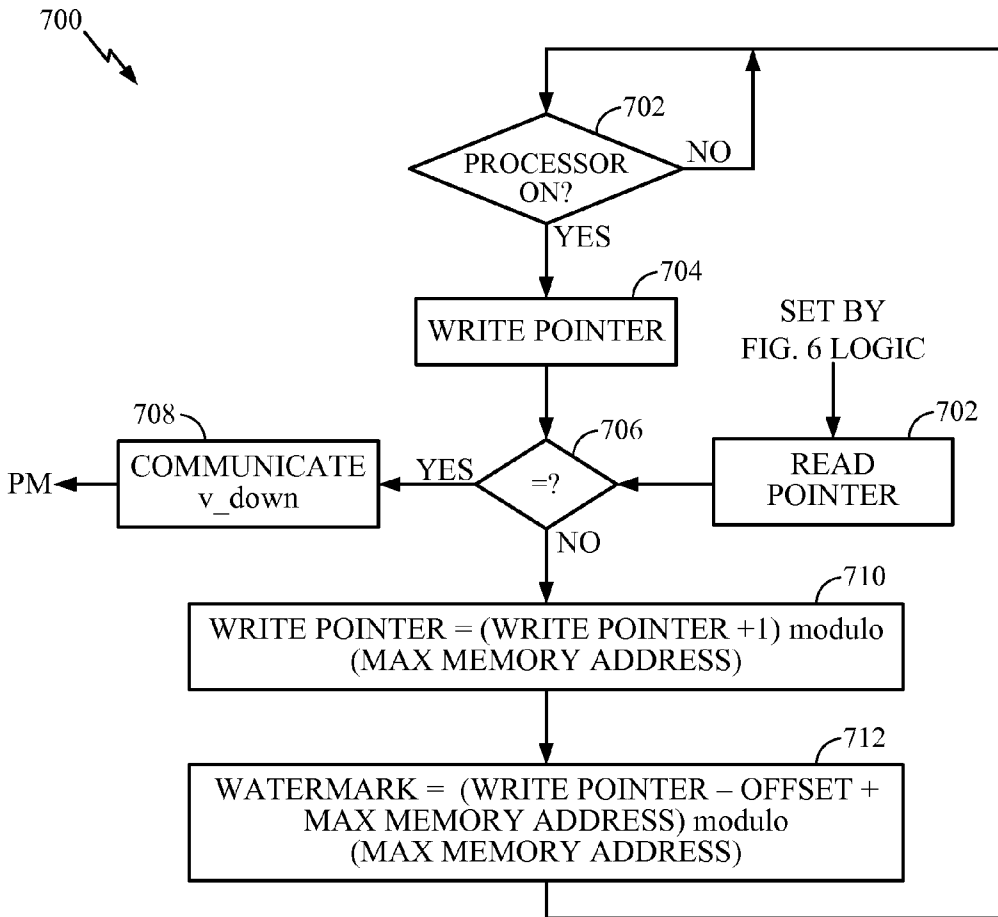 700
702
PROCESSOR
ON?
NO
YES
704
WRITE POINTER
SET BY
FIG. 6 LOGIC
708
706
702
PM
COMMUNICATE
v_down
YES
=?
READ
POINTER
NO
710
WRITE POINTER = (WRITE POINTER +1) modulo
(MAX MEMORY ADDRESS)
712
WATERMARK = (WRITE POINTER – OFFSET +
MAX MEMORY ADDRESS) modulo
(MAX MEMORY ADDRESS)